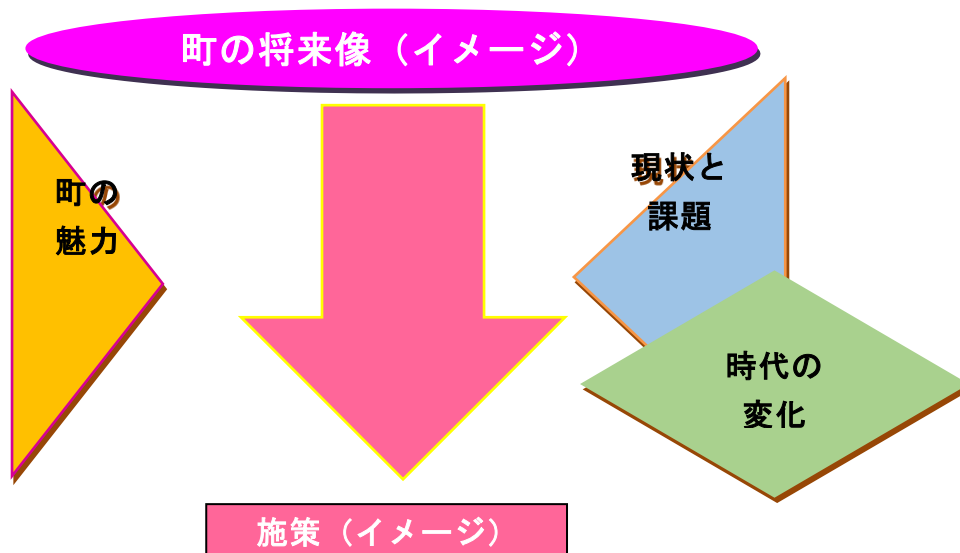 町の将来像（イメージ）
町の
魅力
現状と
課題
時代の
変化
施策（イメージ）